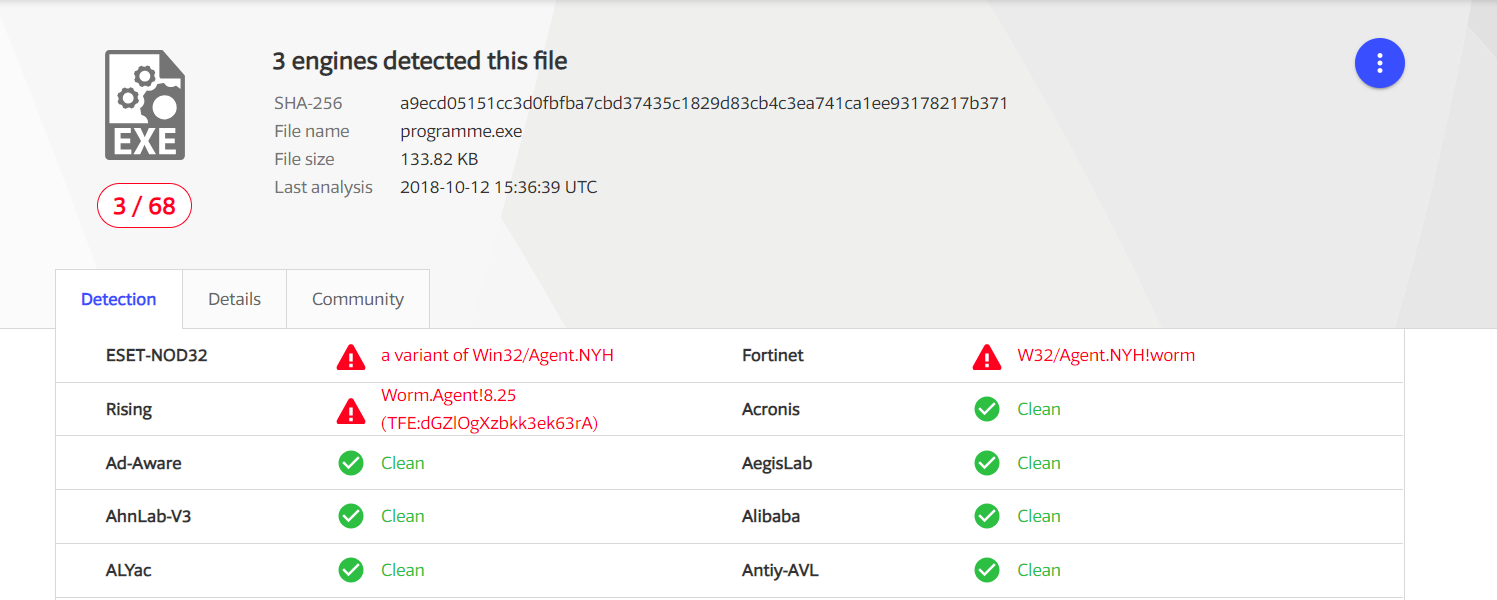 3 engines detected this file
SHA-256 a9ecd05151cc3d0fbfba7cbd37435c1829d83cb4c3ea741ca1ee93178217b371
File name programme.exe
File size 133.82 KB
Last analysis 2018-10-12 15:36:39 UTC
EXE
3 / 68
Detection Details Community
ESET-NOD32 a variant of Win32/Agent.NYH Fortinet W32/Agent.NYH!worm
Rising Worm.Agent!8.25 (TFE:dGZlOgXzbkk3ek63rA) Acronis Clean
Ad-Aware Clean AegisLab Clean
AhnLab-V3 Clean Alibaba Clean
ALYac Clean Antiy-AVL Clean